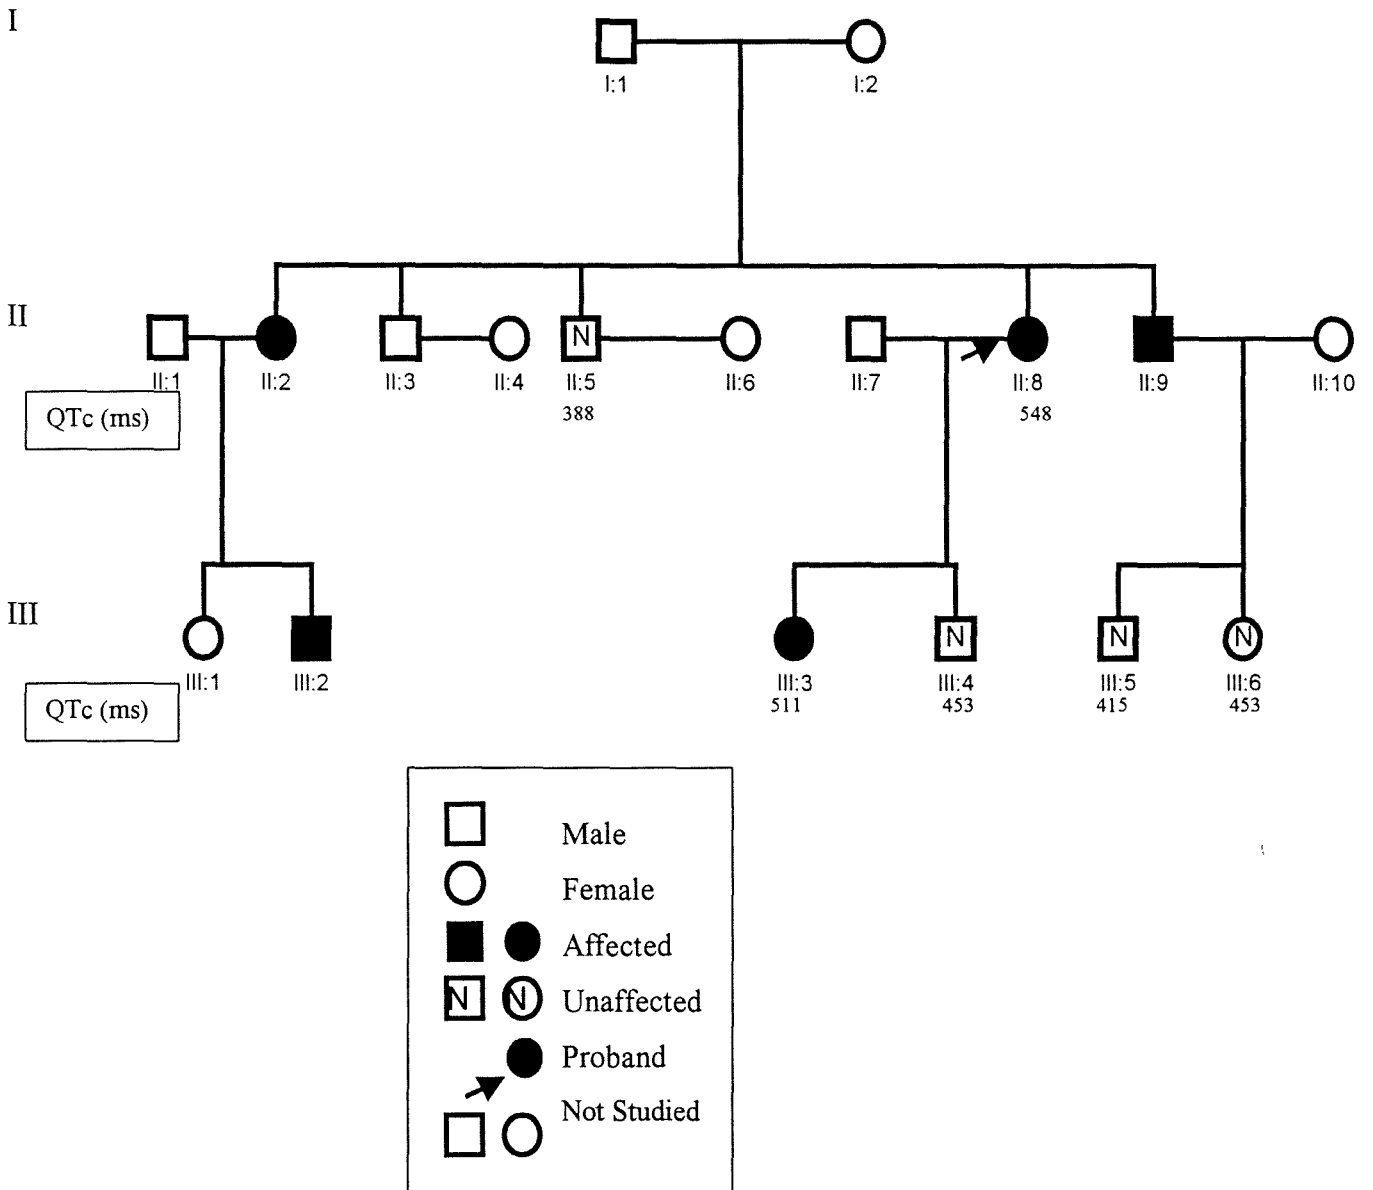 I
I:1 I:2
II
N
II:1 II:2 II:3 II:4 II:5 II:6 II:7 II:8 II:9 II:10
QTc (ms) 388 548
III
N N N
III:1 III:2 III:3 III:4 III:5 III:6
QTc (ms) 511 453 415 453
Male
Female
Affected
N N Unaffected
Proband
Not Studied